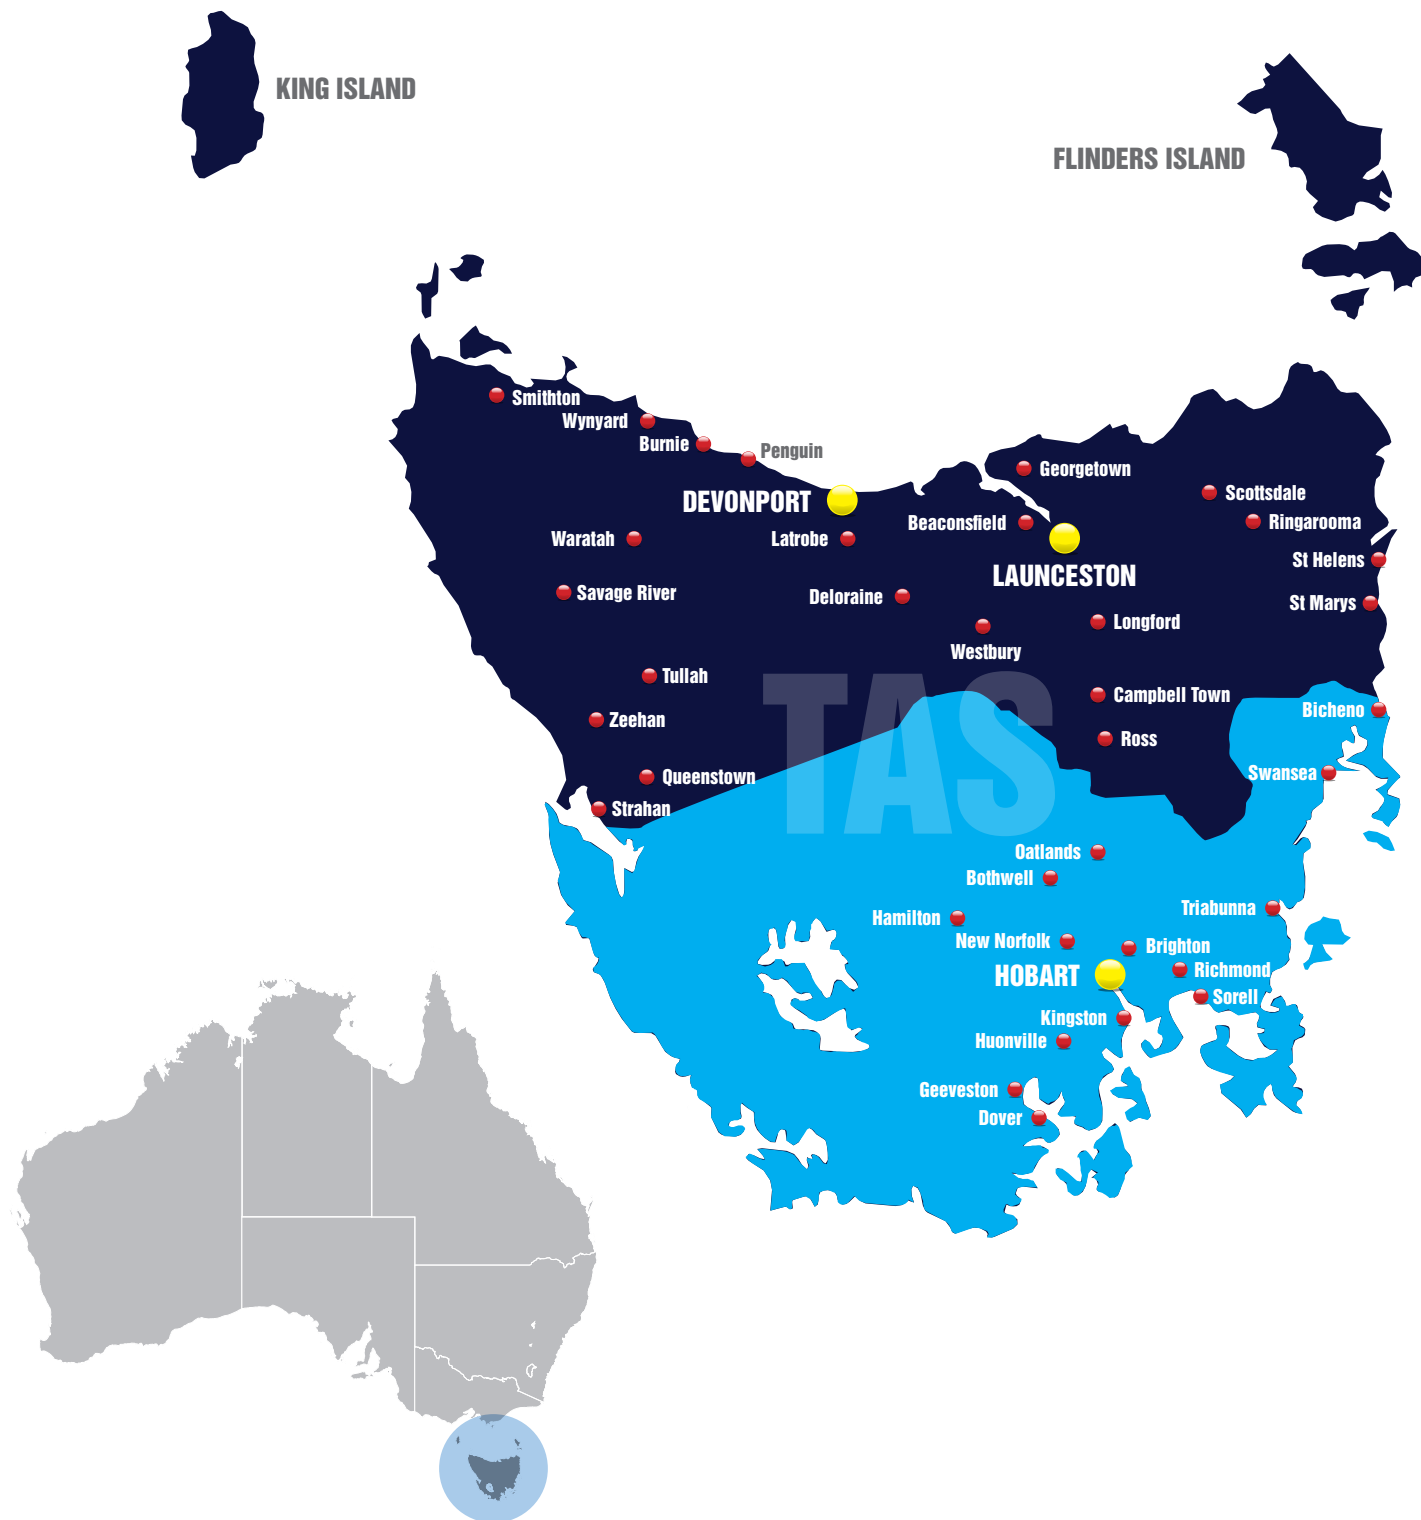 KING ISLAND
FLINDERS ISLAND
Smithton
Wynyard
Burnie
Penguin
Georgetown
Scottsdale
DEVONPORT
Beaconsfield
Ringarooma
Waratah
Latrobe
St Helens
LAUNCESTON
Savage River
Deloraine
St Marys
Longford
Westbury
Tullah
Campbell Town
Bicheno
Zeehan
Ross
TAS
Swansea
Queenstown
Strahan
Oatlands
Bothwell
Triabunna
Hamilton
New Norfolk
Brighton
HOBART
Richmond
Sorell
Kingston
Huonville
Geeveston
Dover